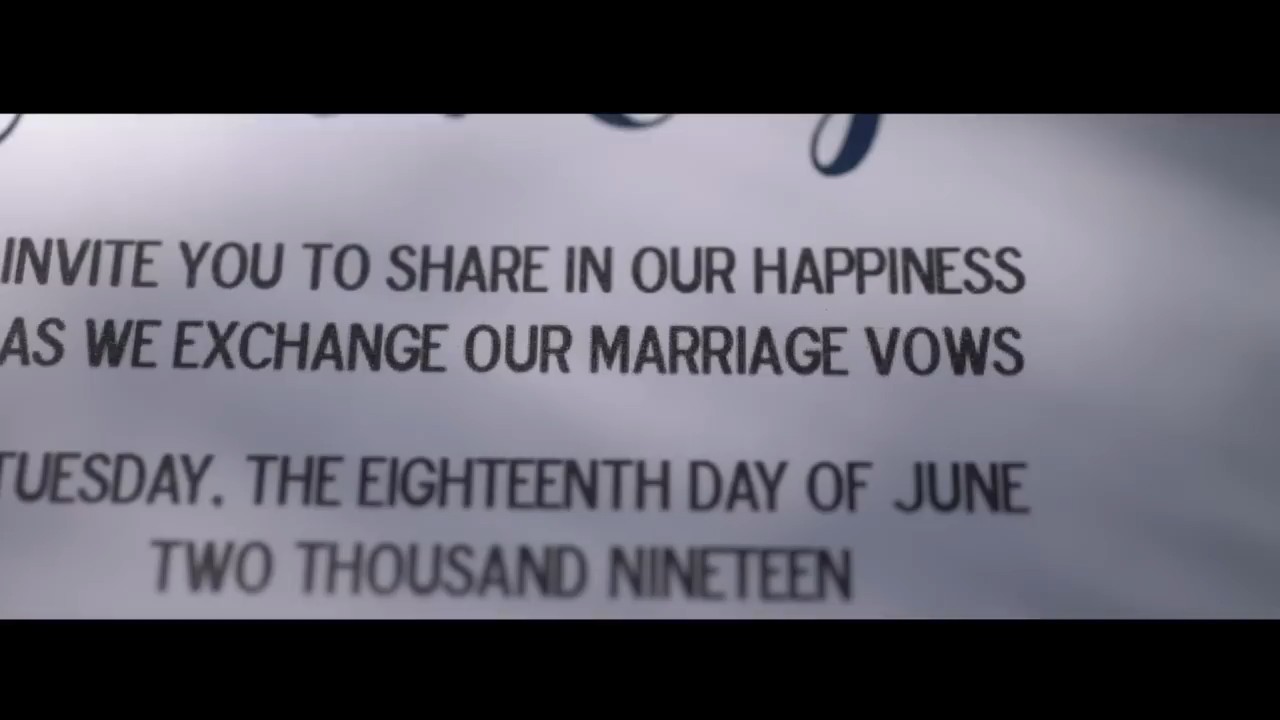 INVITE YOU TO SHARE IN OUR HAPPINESS
AS WE EXCHANGE OUR MARRIAGE VOWS
TUESDAY, THE EIGHTEENTH DAY OF JUNE
TWO THOUSAND NINETEEN